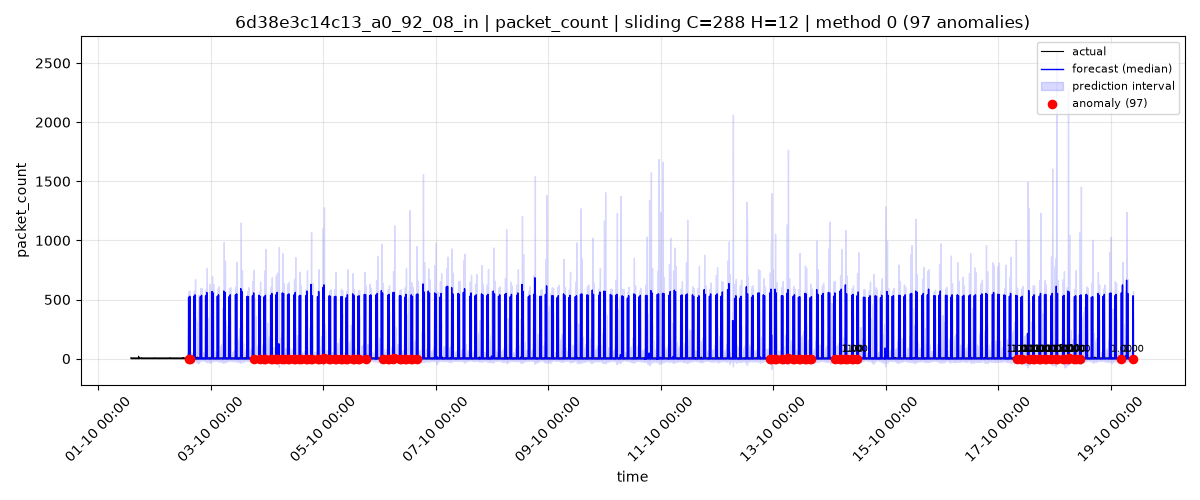 6d38e3c14c13_a0_92_08_in | packet_count | sliding C=288 H=12 | method 0 (97 anomalies)
actual
forecast (median)
prediction interval
anomaly (97)
packet_count
2500
2000
1500
1000
500
0
01-10 00:00
03-10 00:00
05-10 00:00
07-10 00:00
09-10 00:00
11-10 00:00
13-10 00:00
15-10 00:00
17-10 00:00
19-10 00:00
time